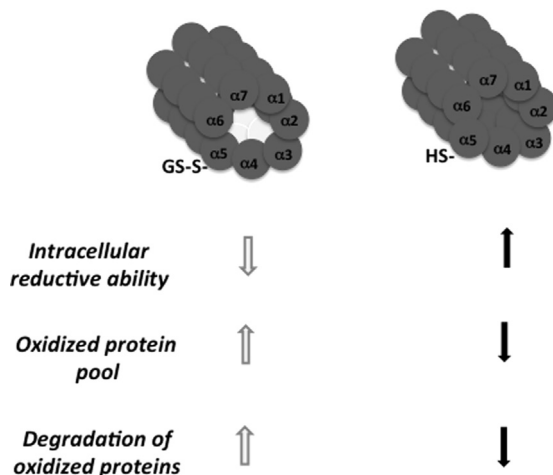 α7
α1
α6
α2
α5
α4
α3
GS-S-
α7
α1
α6
α2
α5
α4
α3
HS-
Intracellular
reductive ability
Oxidized protein
pool
Degradation of
oxidized proteins